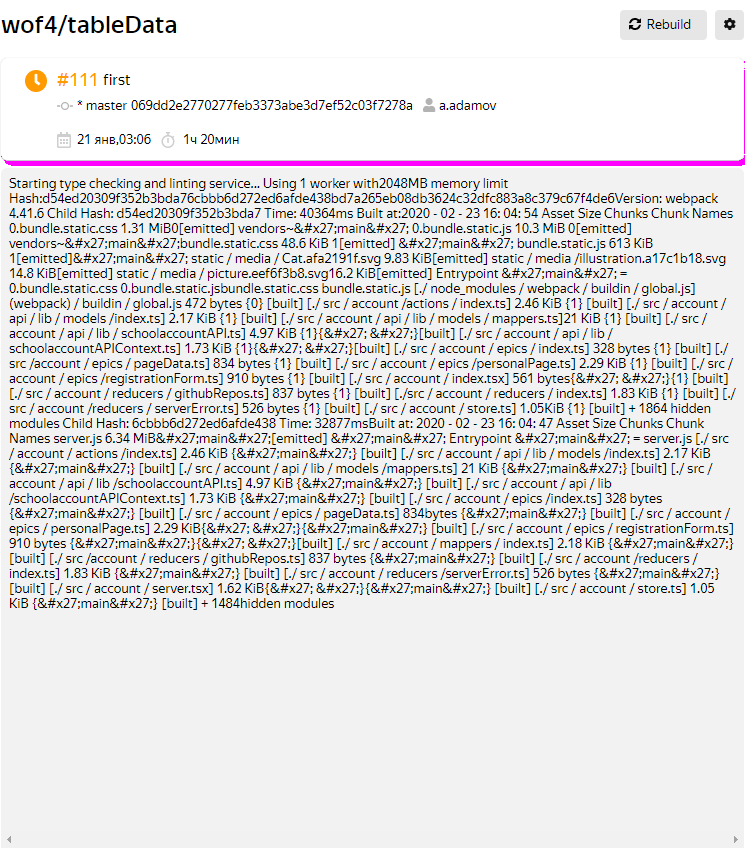 wof4/tableData
Rebuild
#111 first
* master 069dd2e2770277feb3373abe3d7ef52c03f7278a a.adamov
21 янв,03:06 1ч 20мин
Starting type checking and linting service... Using 1 worker with2048MB memory limit
Hash:d54ed20309f352b3bda76cbbb6d272ed6afde438bd7a265eb08db3624c32dfc883a8c379c67f4de6Version: webpack
4.41.6 Child Hash: d54ed20309f352b3bda7 Time: 40364ms Built at:2020 - 02 - 23 16: 04: 54 Asset Size Chunks Chunk Names
0.bundle.static.css 1.31 MiB0[emitted] vendors~&#x27;main&#x27; 0.bundle.static.js 10.3 MiB 0[emitted]
vendors~&#x27;main&#x27;bundle.static.css 48.6 KiB 1[emitted] &#x27;main&#x27; bundle.static.js 613 KiB
1[emitted]&#x27;main&#x27; static / media / Cat.afa2191f.svg 9.83 KiB[emitted] static / media /illustration.a17c1b18.svg
14.8 KiB[emitted] static / media / picture.eef6f3b8.svg16.2 KiB[emitted] Entrypoint &#x27;main&#x27; =
0.bundle.static.css 0.bundle.static.jsbundle.static.css bundle.static.js [./ node_modules / webpack / buildin / global.js]
(webpack) / buildin / global.js 472 bytes {0} [built] [./ src / account /actions / index.ts] 2.46 KiB {1} [built] [./ src / account /
api / lib / models /index.ts] 2.17 KiB {1} [built] [./ src / account / api / lib / models / mappers.ts]21 KiB {1} [built] [./ src /
account / api / lib / schoolaccountAPI.ts] 4.97 KiB {1}{&#x27; &#x27;}[built] [./ src / account / api / lib /
schoolaccountAPIContext.ts] 1.73 KiB {1}{&#x27; &#x27;}[built] [./ src / account / epics / index.ts] 328 bytes {1} [built] [./
src /account / epics / pageData.ts] 834 bytes {1} [built] [./ src / account / epics /personalPage.ts] 2.29 KiB {1} [built] [./ src /
account / epics /registrationForm.ts] 910 bytes {1} [built] [./ src / account / index.tsx] 561 bytes{&#x27; &#x27;}{1} [built]
[./ src / account / reducers / githubRepos.ts] 837 bytes {1} [built] [./src / account / reducers / index.ts] 1.83 KiB {1} [built] [./
src / account /reducers / serverError.ts] 526 bytes {1} [built] [./ src / account / store.ts] 1.05KiB {1} [built] + 1864 hidden
modules Child Hash: 6cbbb6d272ed6afde438 Time: 32877msBuilt at: 2020 - 02 - 23 16: 04: 47 Asset Size Chunks Chunk
Names server.js 6.34 MiB&#x27;main&#x27;[emitted] &#x27;main&#x27; Entrypoint &#x27;main&#x27; = server.js [./ src /
account / actions /index.ts] 2.46 KiB {&#x27;main&#x27;} [built] [./ src / account / api / lib / models /index.ts] 2.17 KiB
{&#x27;main&#x27;} [built] [./ src / account / api / lib / models /mappers.ts] 21 KiB {&#x27;main&#x27;} [built] [./ src /
account / api / lib /schoolaccountAPI.ts] 4.97 KiB {&#x27;main&#x27;} [built] [./ src / account / api / lib
/schoolaccountAPIContext.ts] 1.73 KiB {&#x27;main&#x27;} [built] [./ src / account / epics /index.ts] 328 bytes
{&#x27;main&#x27;} [built] [./ src / account / epics / pageData.ts] 834bytes {&#x27;main&#x27;} [built] [./ src / account /
epics / personalPage.ts] 2.29 KiB{&#x27; &#x27;}{&#x27;main&#x27;} [built] [./ src / account / epics / registrationForm.ts]
910 bytes {&#x27;main&#x27;}{&#x27; &#x27;}[built] [./ src / account / mappers / index.ts] 2.18 KiB {&#x27;main&#x27;}
[built] [./ src /account / reducers / githubRepos.ts] 837 bytes {&#x27;main&#x27;} [built] [./ src / account /reducers /
index.ts] 1.83 KiB {&#x27;main&#x27;} [built] [./ src / account / reducers /serverError.ts] 526 bytes {&#x27;main&#x27;}
[built] [./ src / account / server.tsx] 1.62 KiB{&#x27; &#x27;}{&#x27;main&#x27;} [built] [./ src / account / store.ts] 1.05
KiB {&#x27;main&#x27;} [built] + 1484hidden modules